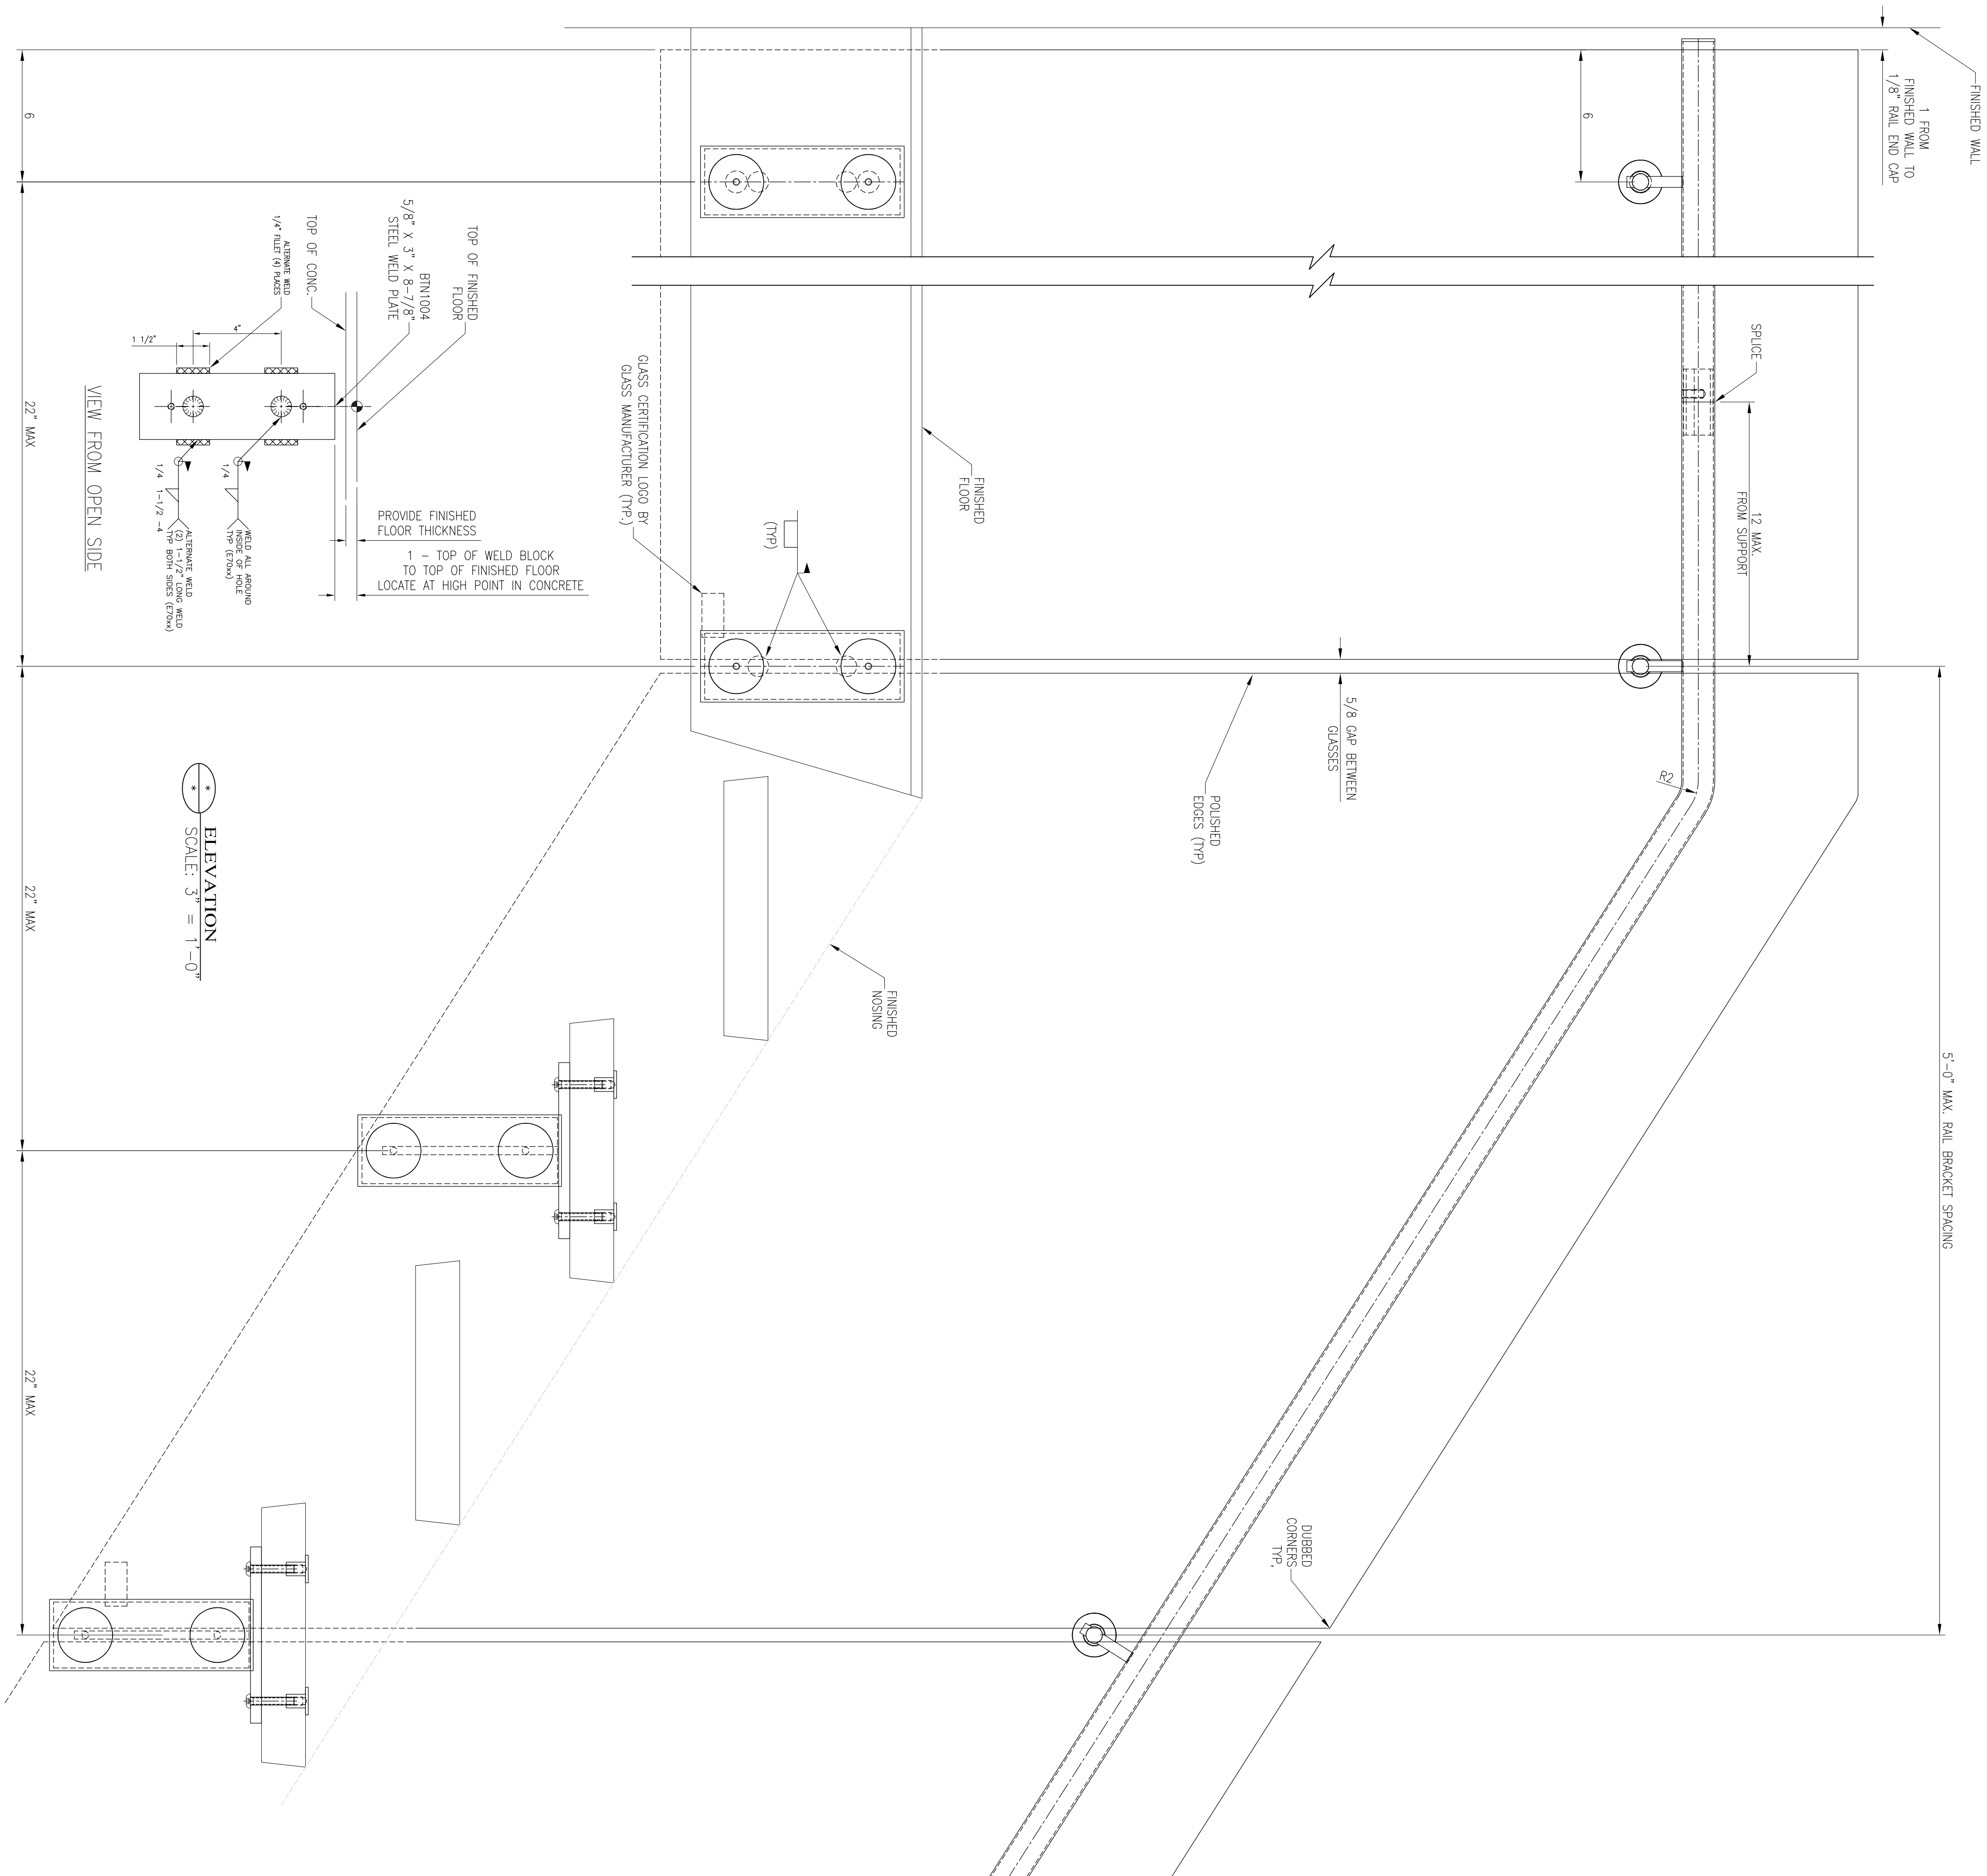 FINISHED WALL
1 FROM
FINISHED WALL TO
1/8" RAIL END CAP
6
SPLICE
12 MAX.
FROM SUPPORT
5'-0" MAX. RAIL BRACKET SPACING
R2
5/8 GAP BETWEEN
GLASSES
POLISHED
EDGES (TYP)
DUBBED
CORNERS
TYP,
FINISHED
FLOOR
(TYP)
GLASS CERTIFICATION LOGO BY
GLASS MANUFACTURER (TYP.)
FINISHED
NOSING
TOP OF FINISHED
FLOOR
BTN1004
5/8" X 3" X 8-7/8"
STEEL WELD PLATE
TOP OF CONC.
ALTERNATE WELD
1/4" FILLET (4) PLACES
4"
1 1/2"
PROVIDE FINISHED
FLOOR THICKNESS
1 - TOP OF WELD BLOCK
TO TOP OF FINISHED FLOOR
LOCATE AT HIGH POINT IN CONCRETE
1/4
WELD ALL AROUND
INSIDE OF HOLE
TYP (E70xx)
1/4 1-1/2 -4
ALTERNATE WELD
(2) 1-1/2" LONG WELD
TYP BOTH SIDES (E70xx)
VIEW FROM OPEN SIDE
*
*
ELEVATION
SCALE: 3" = 1'-0"
6
22" MAX
22" MAX
22" MAX